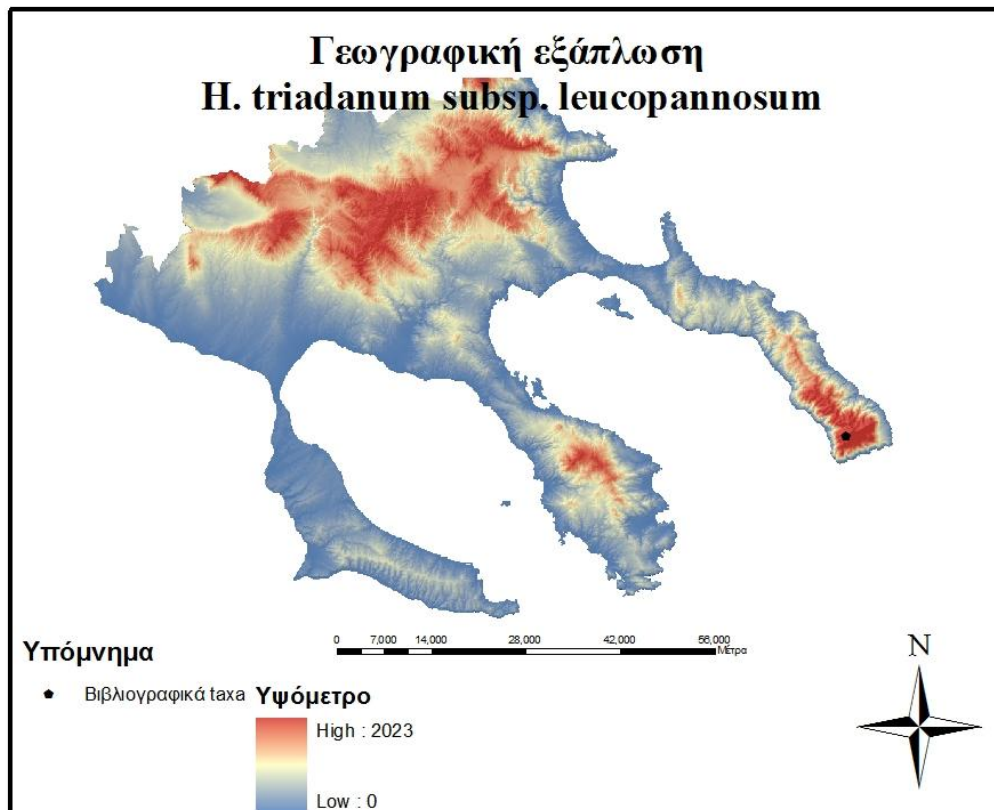 Γεωγραφική εξάπλωση
H. triadanum subsp. leucopannosum
0 7,000 14,000 28,000 42,000 56,000
Μέτρα
N
Υπόμνημα
Βιβλιογραφικά taxa
Υψόμετρο
High : 2023
Low : 0